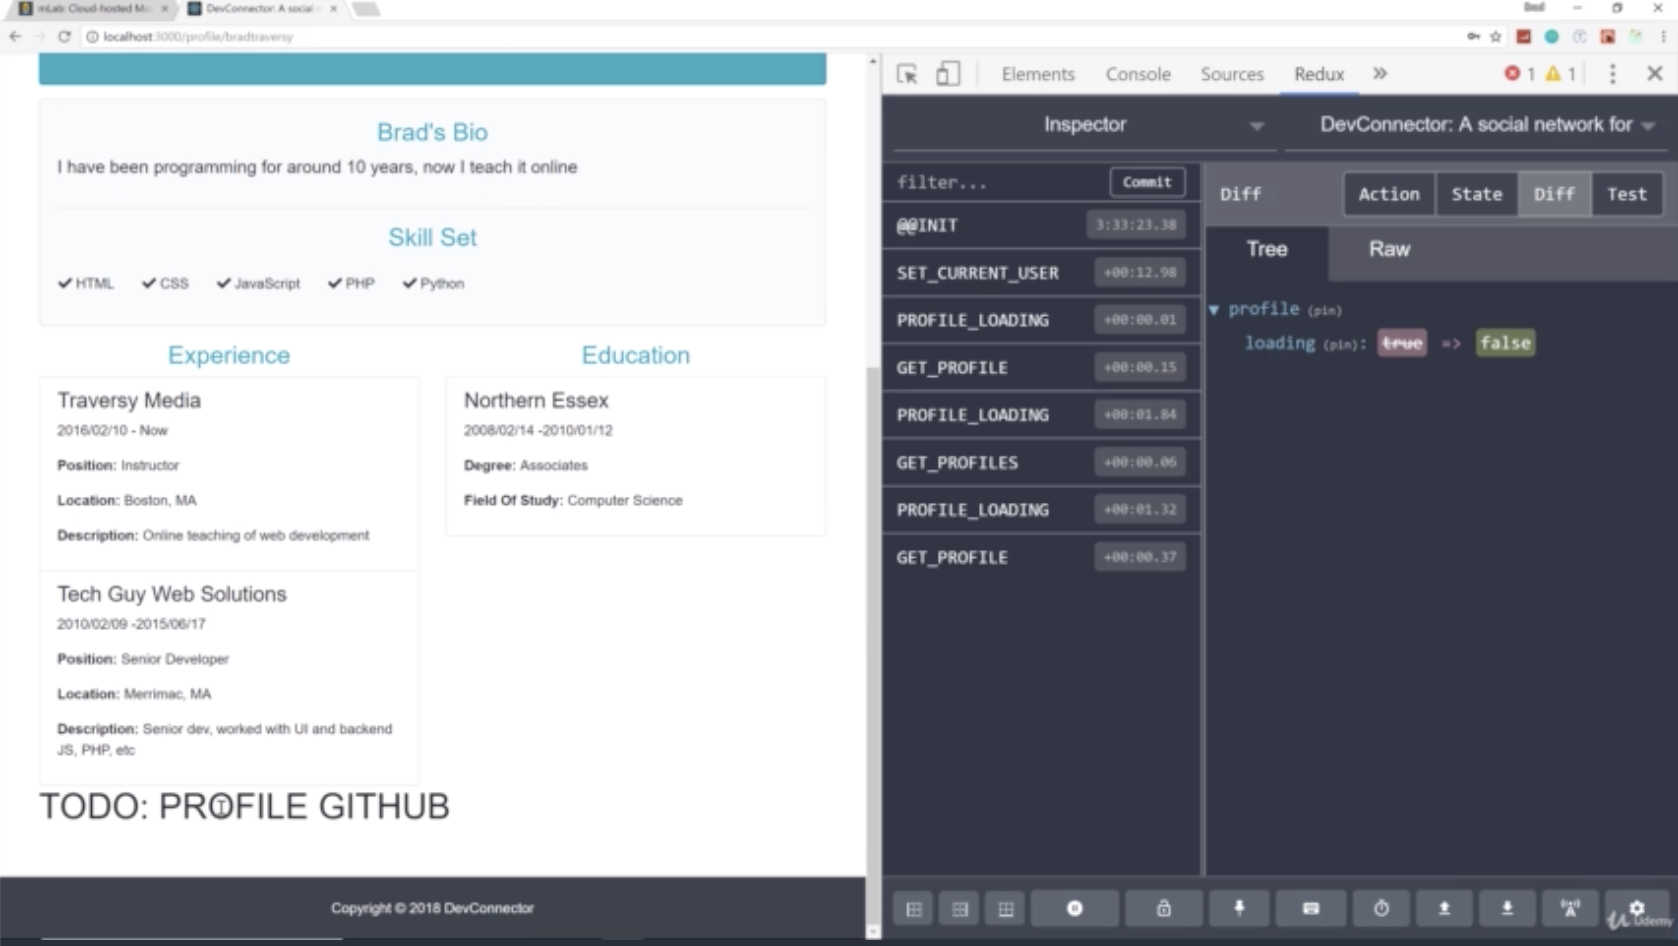 mLab: Cloud-hosted Mo
DevConnector: A social n
localhost:3000/profile/bradtraversy
Brad's Bio
I have been programming for around 10 years, now I teach it online
Skill Set
HTML CSS JavaScript PHP Python
Experience
Traversy Media
2016/02/10 - Now
Position: Instructor
Location: Boston, MA
Description: Online teaching of web development
Tech Guy Web Solutions
2010/02/09 -2015/06/17
Position: Senior Developer
Location: Merrimac, MA
Description: Senior dev, worked with UI and backend
JS, PHP, etc
Education
Northern Essex
2008/02/14 -2010/01/12
Degree: Associates
Field Of Study: Computer Science
TODO: PROFILE GITHUB
Copyright © 2018 DevConnector
Elements Console Sources Redux » 1 1
Inspector
DevConnector: A social network for
filter... Commit
@@INIT 3:33:23.38
SET_CURRENT_USER +00:12.98
PROFILE_LOADING +00:00.01
GET_PROFILE +00:00.15
PROFILE_LOADING +00:01.84
GET_PROFILES +00:00.06
PROFILE_LOADING +00:01.32
GET_PROFILE +00:00.37
Diff Action State Diff Test
Tree Raw
profile (pin)
loading (pin): true => false
Udemy